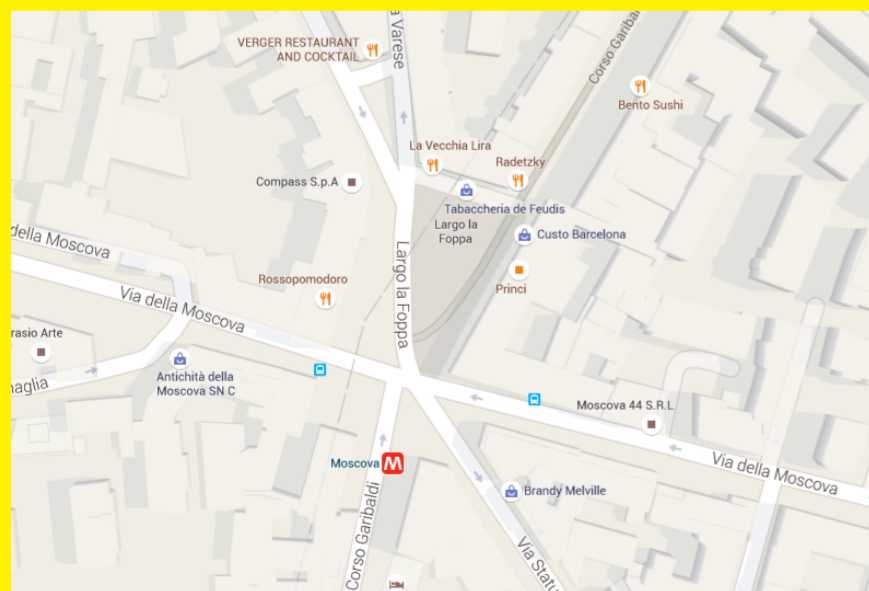 VERGER RESTAURANT
AND COCKTAIL
a Varese
Corso Garibal
Bento Sushi
La Vecchia Lira
Radetzky
Compass S.p.A
Tabaccheria de Feudis
Largo la
Foppa
Custo Barcelona
della Moscova
Largo la Foppa
Rossopomodoro
Princi
Via della Moscova
rasio Arte
Antichità della
Moscova SN C
naglia
Moscova 44 S.R.L
Moscova
M
Via della Moscova
Brandy Melville
Corso Garibaldi
Via Statu